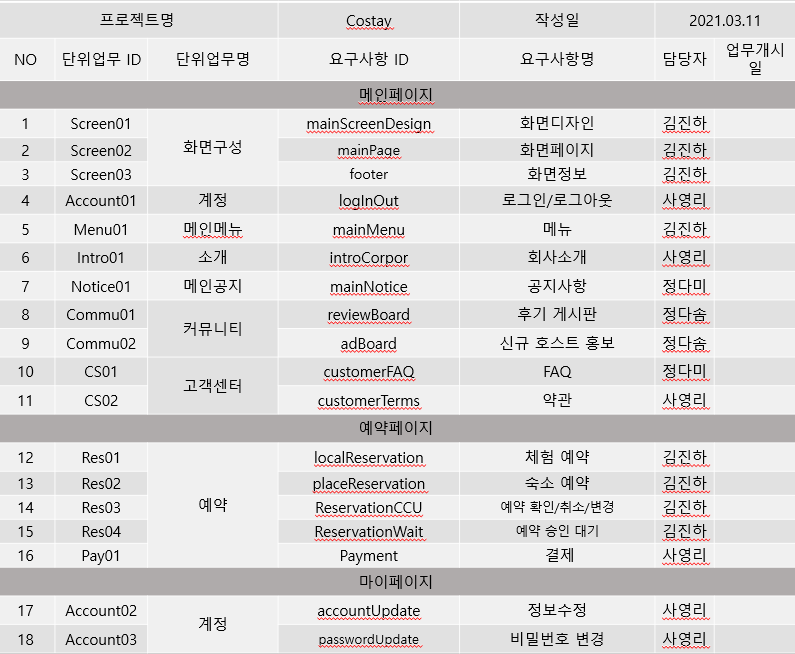 프로젝트명 Costay 작성일 2021.03.11
NO 단위업무 ID 단위업무명 요구사항 ID 요구사항명 담당자 업무개시
일
메인페이지
1 Screen01 화면구성 mainScreenDesign 화면디자인 김진하
2 Screen02 mainPage 화면페이지 김진하
3 Screen03 footer 화면정보 김진하
4 Account01 계정 logInOut 로그인/로그아웃 사영리
5 Menu01 메인메뉴 mainMenu 메뉴 김진하
6 Intro01 소개 introCorpor 회사소개 사영리
7 Notice01 메인공지 mainNotice 공지사항 정다미
8 Commu01 커뮤니티 reviewBoard 후기 게시판 정다솜
9 Commu02 adBoard 신규 호스트 홍보 정다솜
10 CS01 고객센터 customerFAQ FAQ 정다미
11 CS02 customerTerms 약관 사영리
예약페이지
12 Res01 예약 localReservation 체험 예약 김진하
13 Res02 placeReservation 숙소 예약 김진하
14 Res03 ReservationCCU 예약 확인/취소/변경 김진하
15 Res04 ReservationWait 예약 승인 대기 김진하
16 Pay01 Payment 결제 사영리
마이페이지
17 Account02 계정 accountUpdate 정보수정 사영리
18 Account03 passwordUpdate 비밀번호 변경 사영리